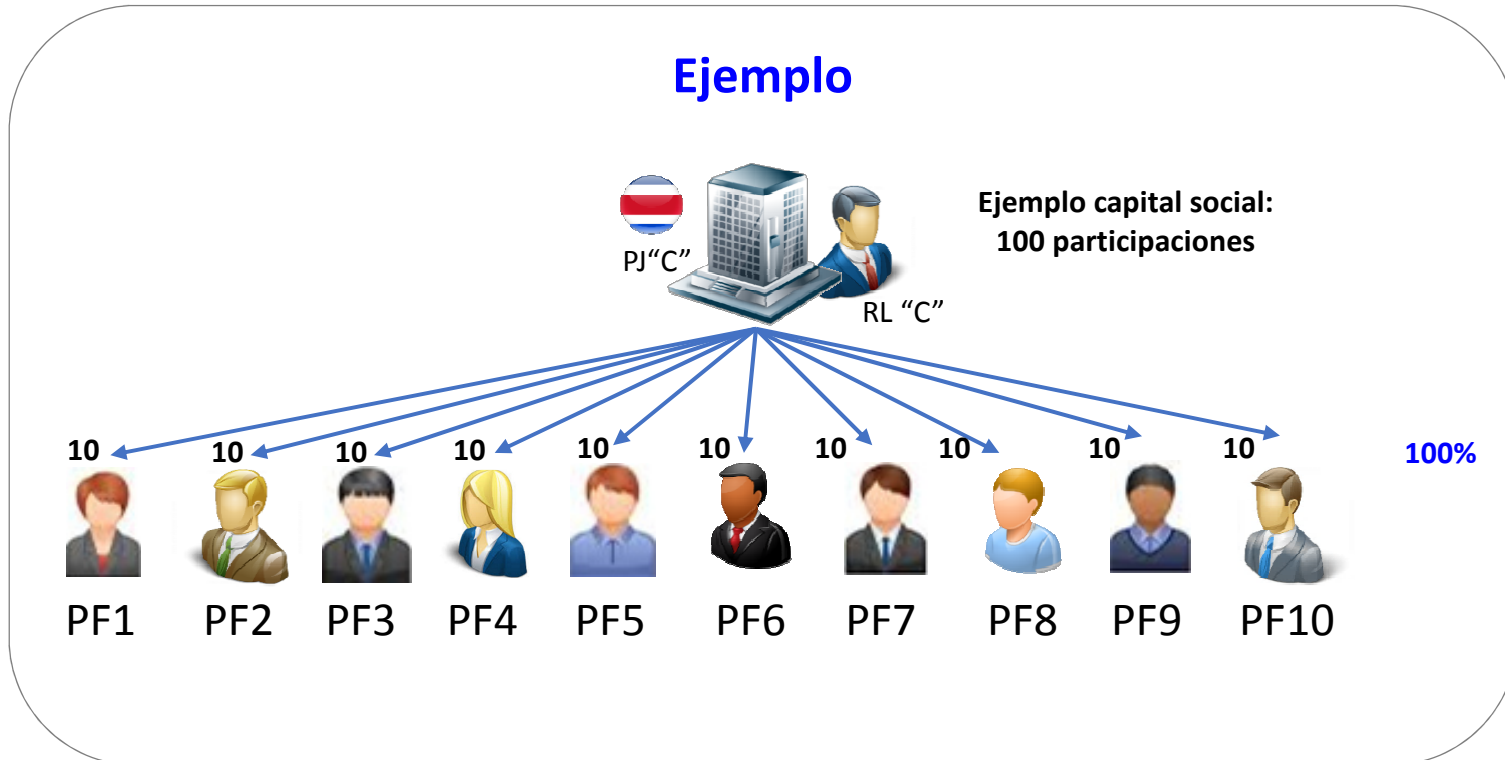 Ejemplo
PJ“C”
RL “C”
Ejemplo capital social:
100 participaciones
10 10 10 10 10 10 10 10 10 10 100%
PF1 PF2 PF3 PF4 PF5 PF6 PF7 PF8 PF9 PF10